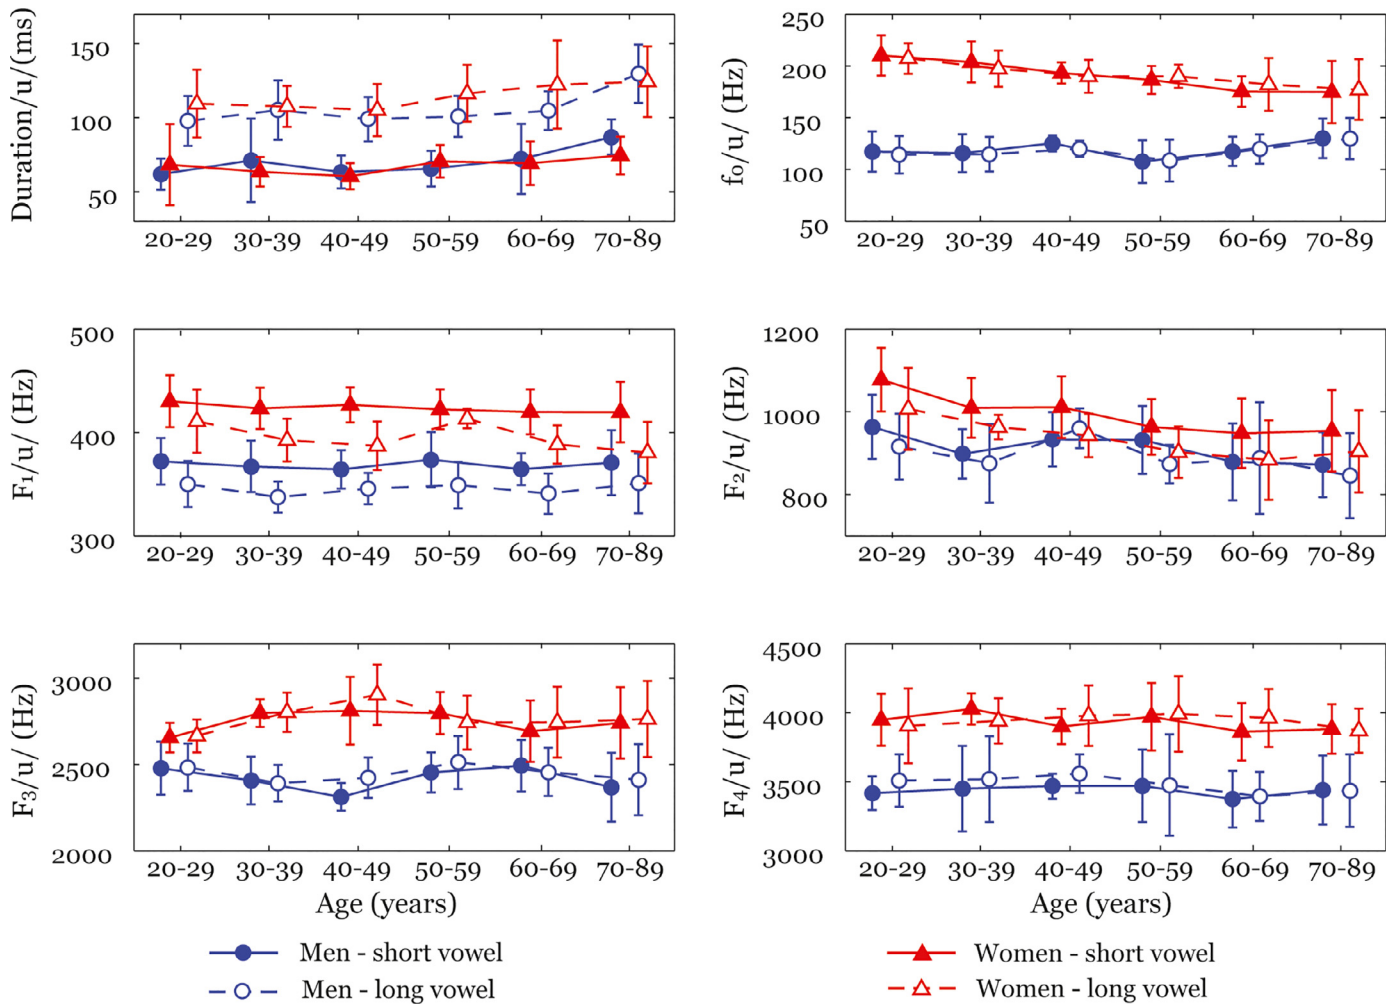 Duration/u/(ms)
150
100
50
20-29 30-39 40-49 50-59 60-69 70-89
f0/u/ (Hz)
250
200
150
100
50
20-29 30-39 40-49 50-59 60-69 70-89
F1/u/ (Hz)
500
400
300
20-29 30-39 40-49 50-59 60-69 70-89
F2/u/ (Hz)
1200
1000
800
20-29 30-39 40-49 50-59 60-69 70-89
F3/u/ (Hz)
3000
2500
2000
20-29 30-39 40-49 50-59 60-69 70-89
Age (years)
F4/u/ (Hz)
4500
4000
3500
3000
20-29 30-39 40-49 50-59 60-69 70-89
Age (years)
Men - short vowel
Men - long vowel
Women - short vowel
Women - long vowel